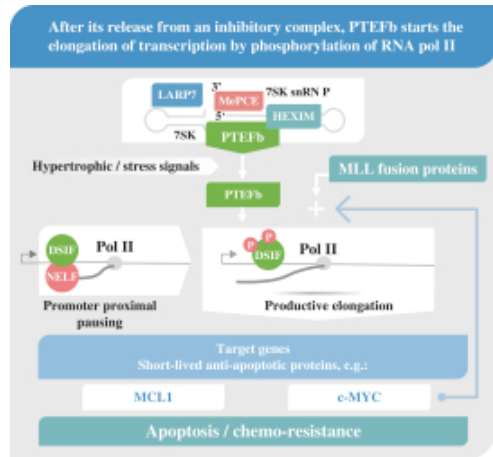 After its release from an inhibitory complex, PTEFb starts the
elongation of transcription by phosphorylation of RNA pol II
LARP7
3'
MePCE
7SK snRN P
5'
HEXIM
7SK
PTEFb
Hypertrophic / stress signals
MLL fusion proteins
PTEFb
+
DSIF
Pol II
NELF
P
P
DSIF
Pol II
Promoter proximal
pausing
Productive elongation
Target genes
Short-lived anti-apoptotic proteins, e.g.:
MCL1
c-MYC
Apoptosis / chemo-resistance